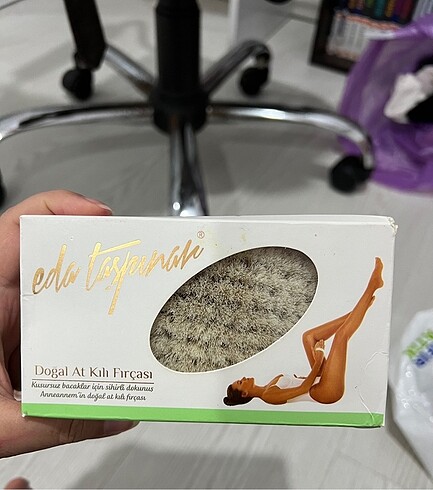 eda taşpınar®
Doğal At Kılı Fırçası
Kusursuz bacaklar için sihirli dokunuş
Anneannem'in doğal at kılı fırçası